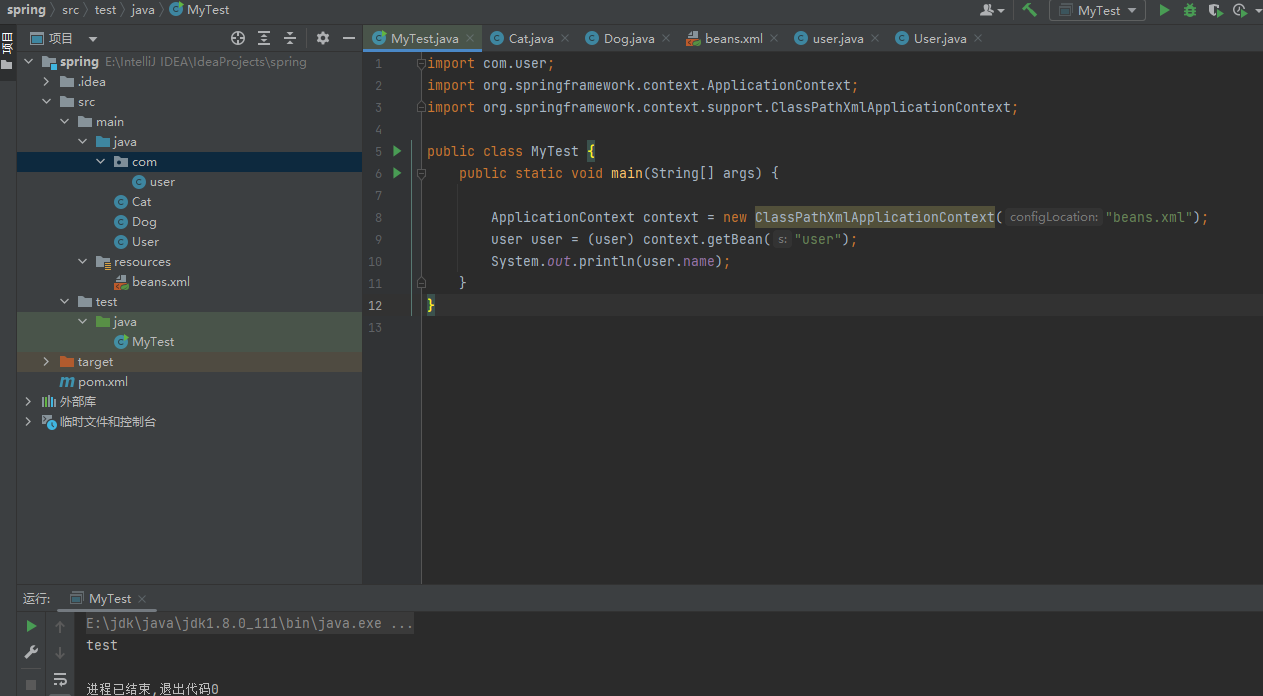 spring src test java MyTest MyTest
项目
项目 MyTest.java Cat.java Dog.java beans.xml user.java User.java
spring E:\IntelliJ IDEA\IdeaProjects\spring
.idea
src
main
java
com
user
Cat
Dog
User
resources
beans.xml
test
java
MyTest
target
pom.xml
外部库
临时文件和控制台
1 import com.user;
2 import org.springframework.context.ApplicationContext;
3 import org.springframework.context.support.ClassPathXmlApplicationContext;
4
5 public class MyTest {
6 public static void main(String[] args) {
7
8 ApplicationContext context = new ClassPathXmlApplicationContext( configLocation: "beans.xml");
9 user user = (user) context.getBean( s: "user");
10 System.out.println(user.name);
11 }
12 }
13
运行: MyTest
E:\jdk\java\jdk1.8.0_111\bin\java.exe ...
test
进程已结束,退出代码0